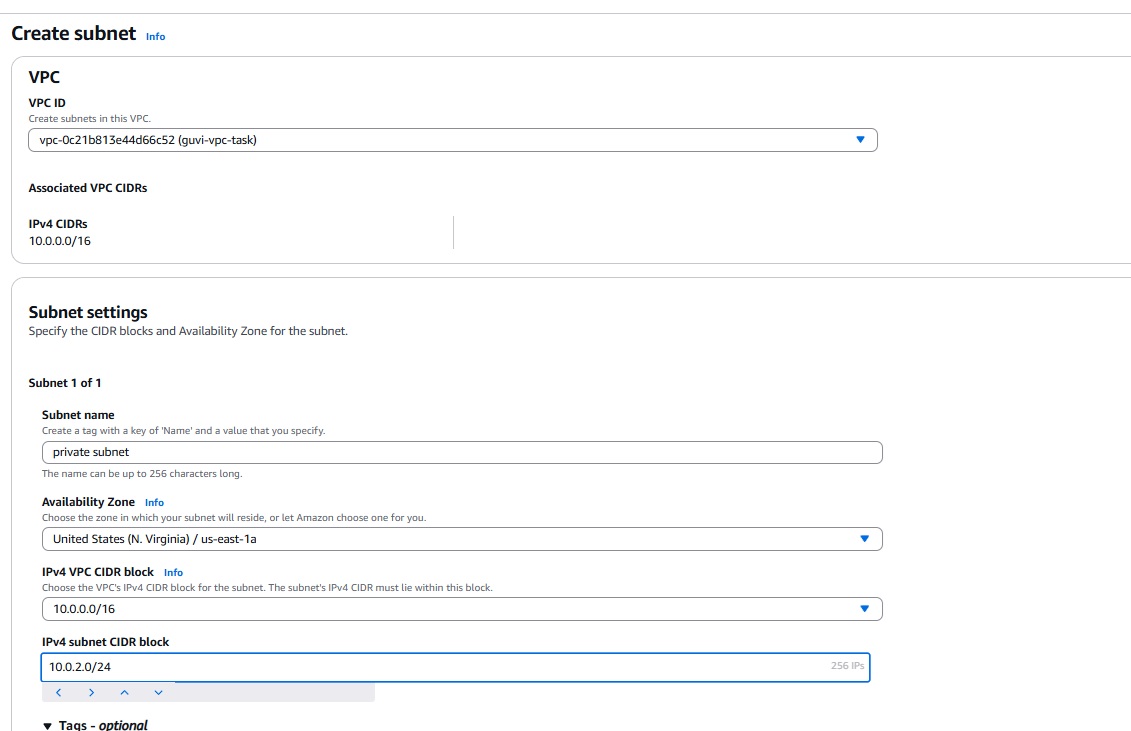 Create subnet Info
VPC
VPC ID
Create subnets in this VPC.
vpc-0c21b813e44d66c52 (guvi-vpc-task)
Associated VPC CIDRs
IPv4 CIDRs
10.0.0.0/16
Subnet settings
Specify the CIDR blocks and Availability Zone for the subnet.
Subnet 1 of 1
Subnet name
Create a tag with a key of 'Name' and a value that you specify.
private subnet
The name can be up to 256 characters long.
Availability Zone Info
Choose the zone in which your subnet will reside, or let Amazon choose one for you.
United States (N. Virginia) / us-east-1a
IPv4 VPC CIDR block Info
Choose the VPC's IPv4 CIDR block for the subnet. The subnet's IPv4 CIDR must lie within this block.
10.0.0.0/16
IPv4 subnet CIDR block
10.0.2.0/24 256 IPs
Tags - optional